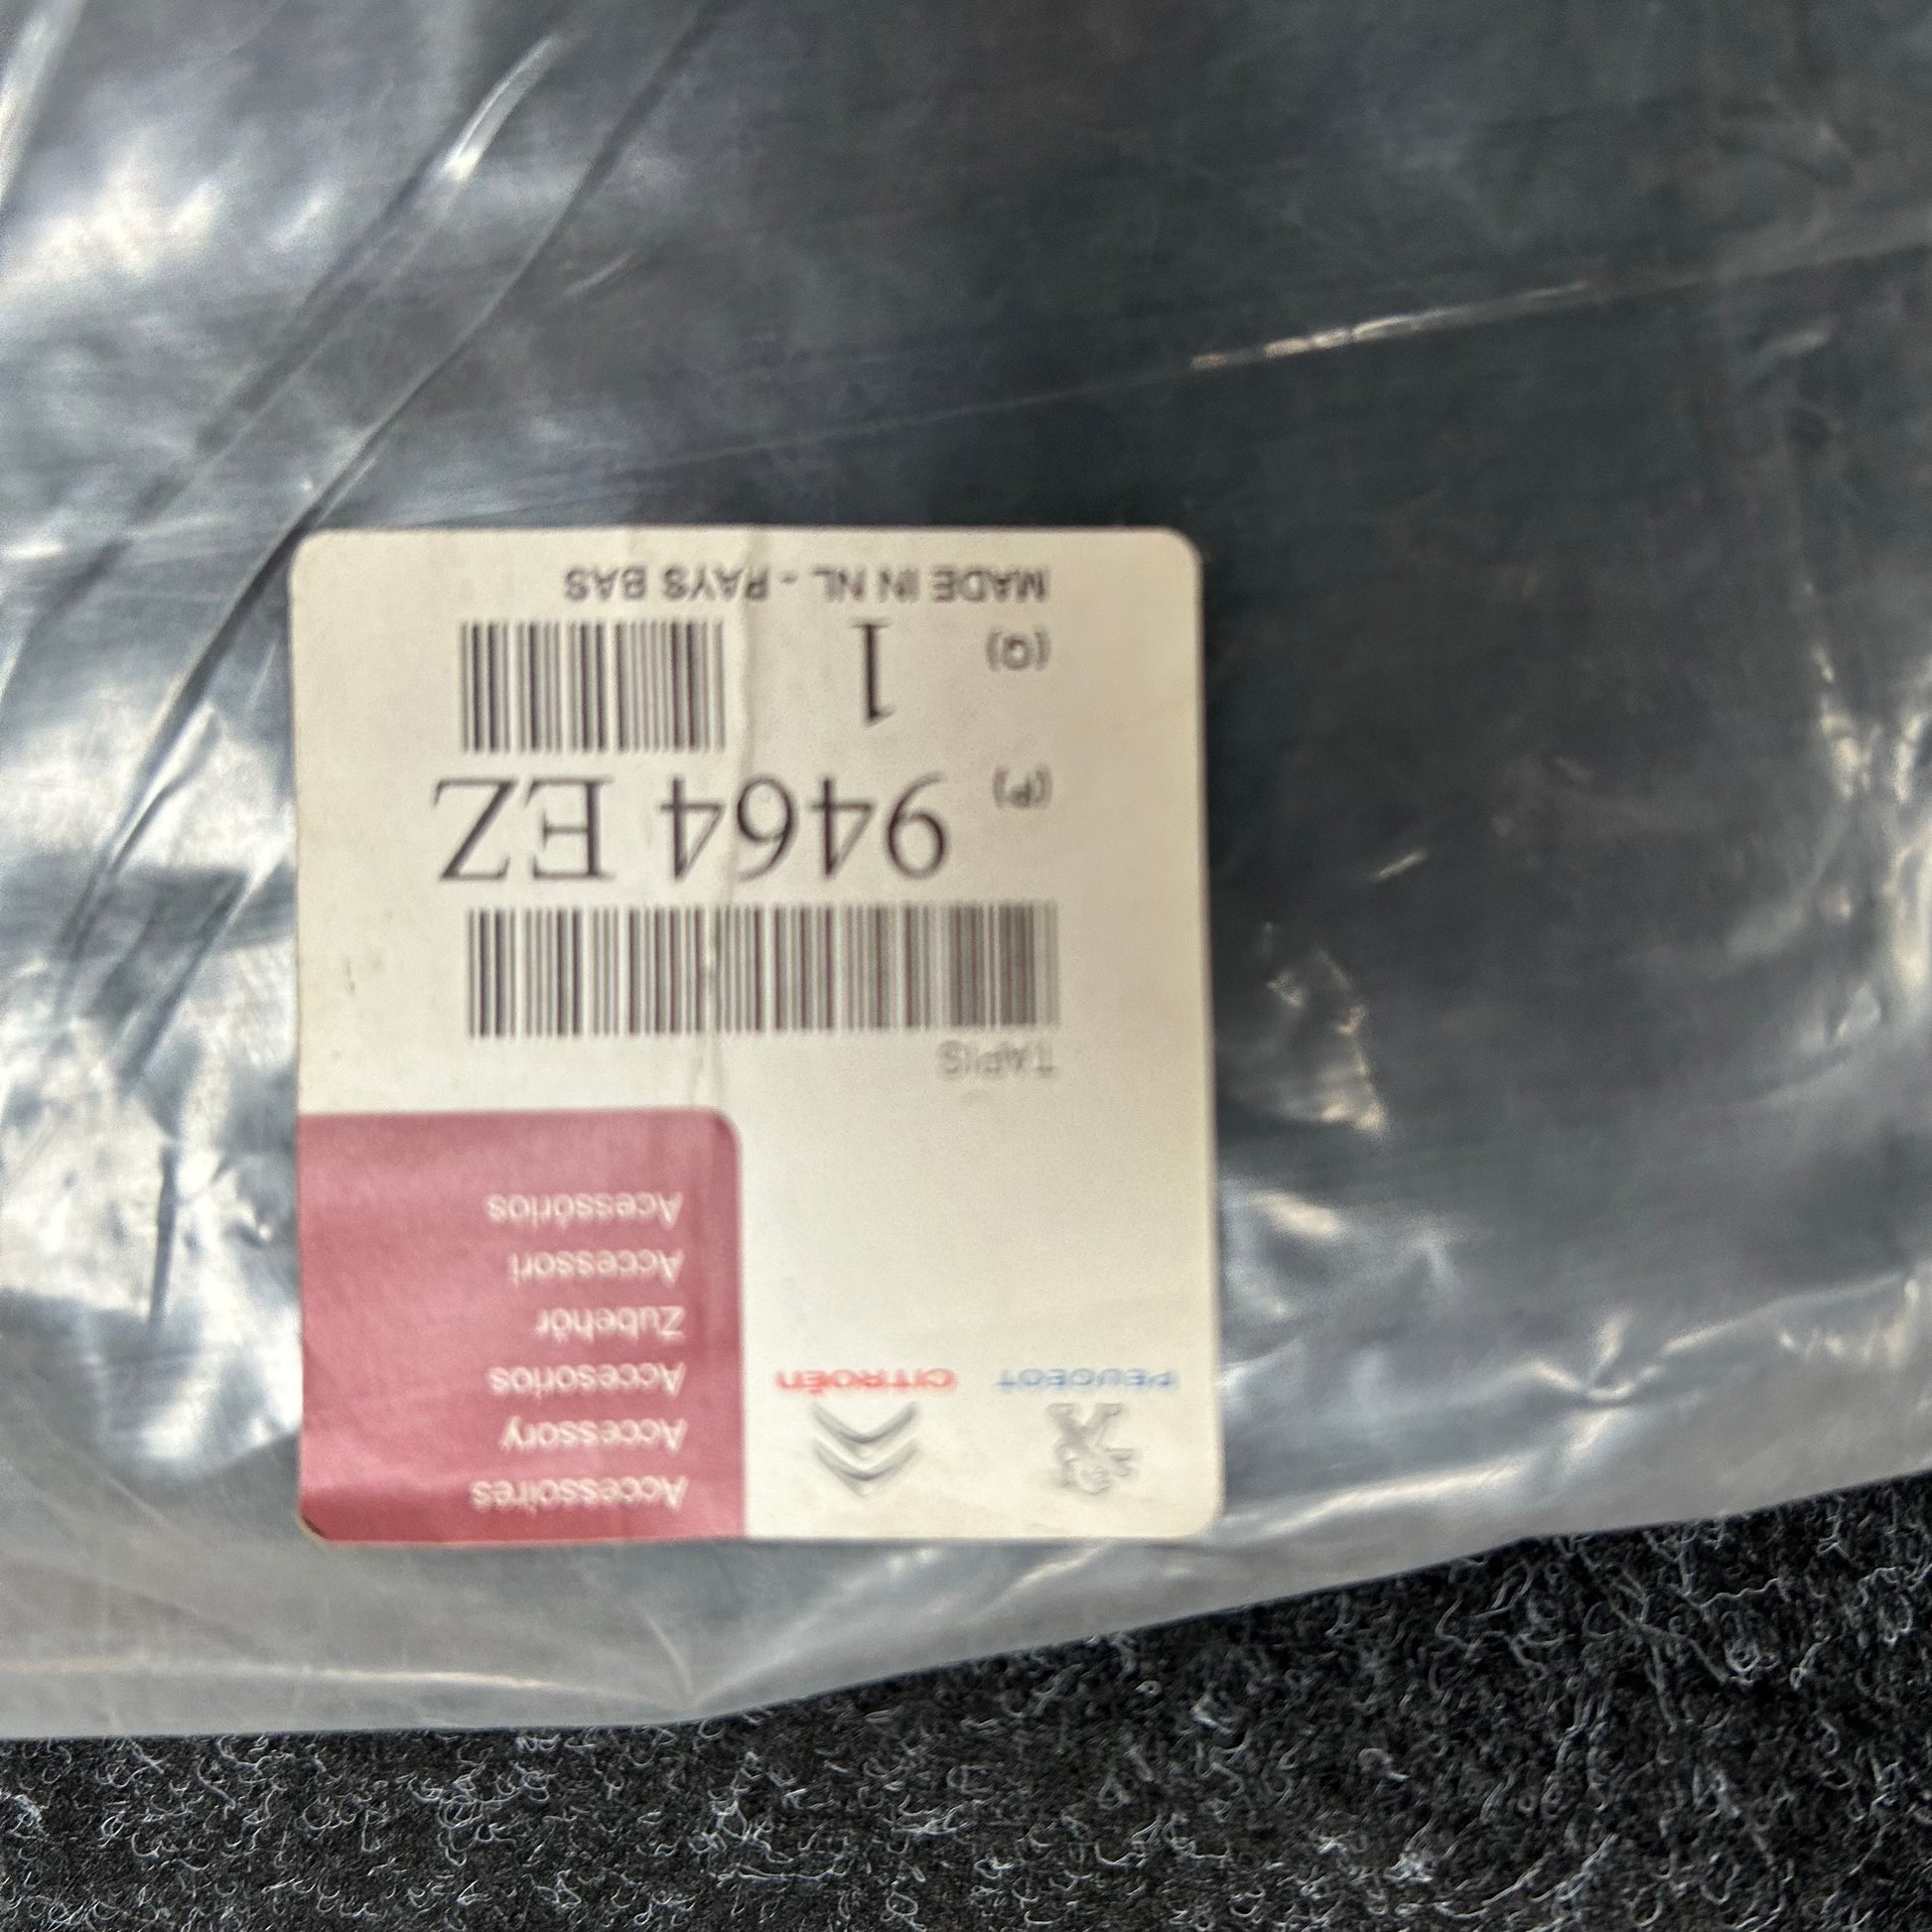 Accessoires
Accessory
Accesorios
Zubehör
Accessori
Acessórios
PEUGEOT
CITROËN
TAPIS
(P) 9464 EZ
(Q) 1
MADE IN NL - PAYS BAS